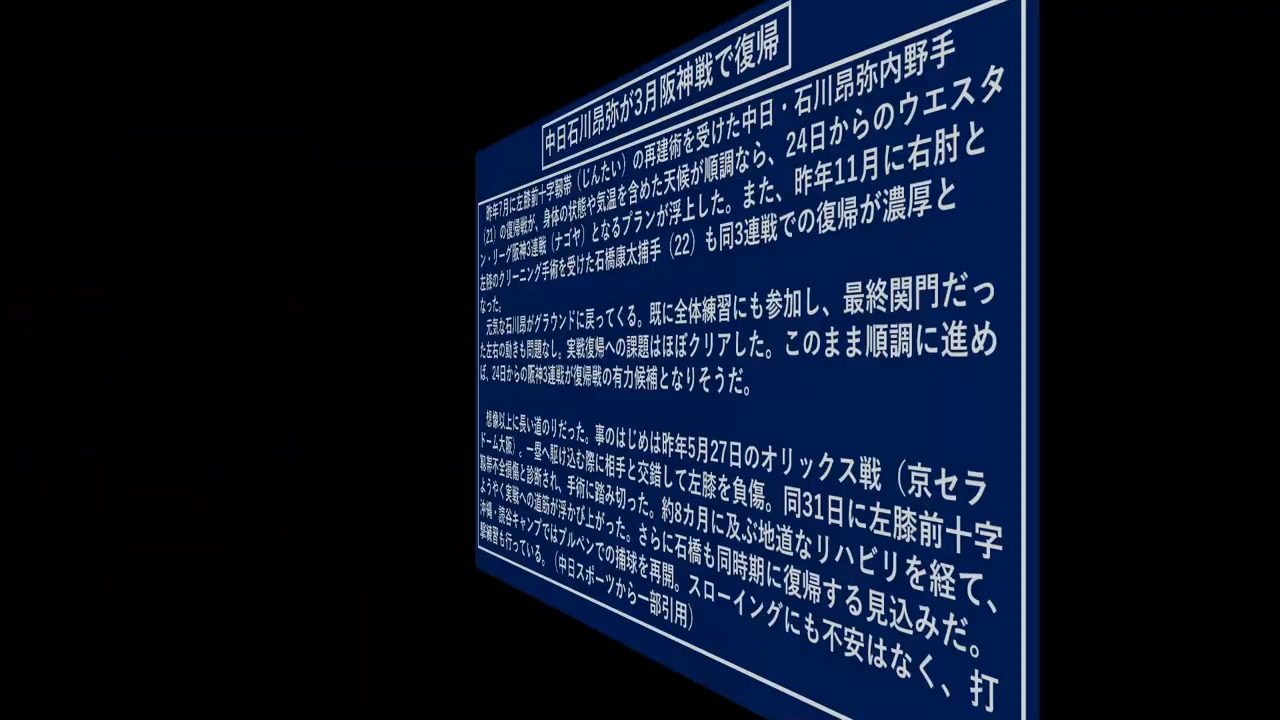 中日石川昂弥が3月阪神戦で復帰
昨年7月に左膝前十字靱帯（じんたい）の再建術を受けた中日・石川昂弥内野手
（21）の復帰戦が、身体の状態や気温を含めた天候が順調なら、24日からのウエスタ
ン・リーグ阪神3連戦（ナゴヤ）となるプランが浮上した。また、昨年11月に右肘と
左膝のクリーニング手術を受けた石橋康太捕手（22）も同3連戦での復帰が濃厚と
なった。
元気な石川昂がグラウンドに戻ってくる。既に全体練習にも参加し、最終関門だっ
た左右の動きも問題なし。実戦復帰への課題はほぼクリアした。このまま順調に進め
ば、24日からの阪神3連戦が復帰戦の有力候補となりそうだ。
想像以上に長い道のりだった。事のはじめは昨年5月27日のオリックス戦（京セラ
ドーム大阪）。一塁へ駆け込む際に相手と交錯して左膝を負傷。同31日に左膝前十字
靱帯不全損傷と診断され、手術に踏み切った。約8カ月に及ぶ地道なリハビリを経て、
ようやく実戦への道筋が浮かび上がった。さらに石橋も同時期に復帰する見込みだ。
沖縄・読谷キャンプではブルペンでの捕球を再開。スローイングにも不安はなく、打
撃練習も行っている。（中日スポーツから一部引用）